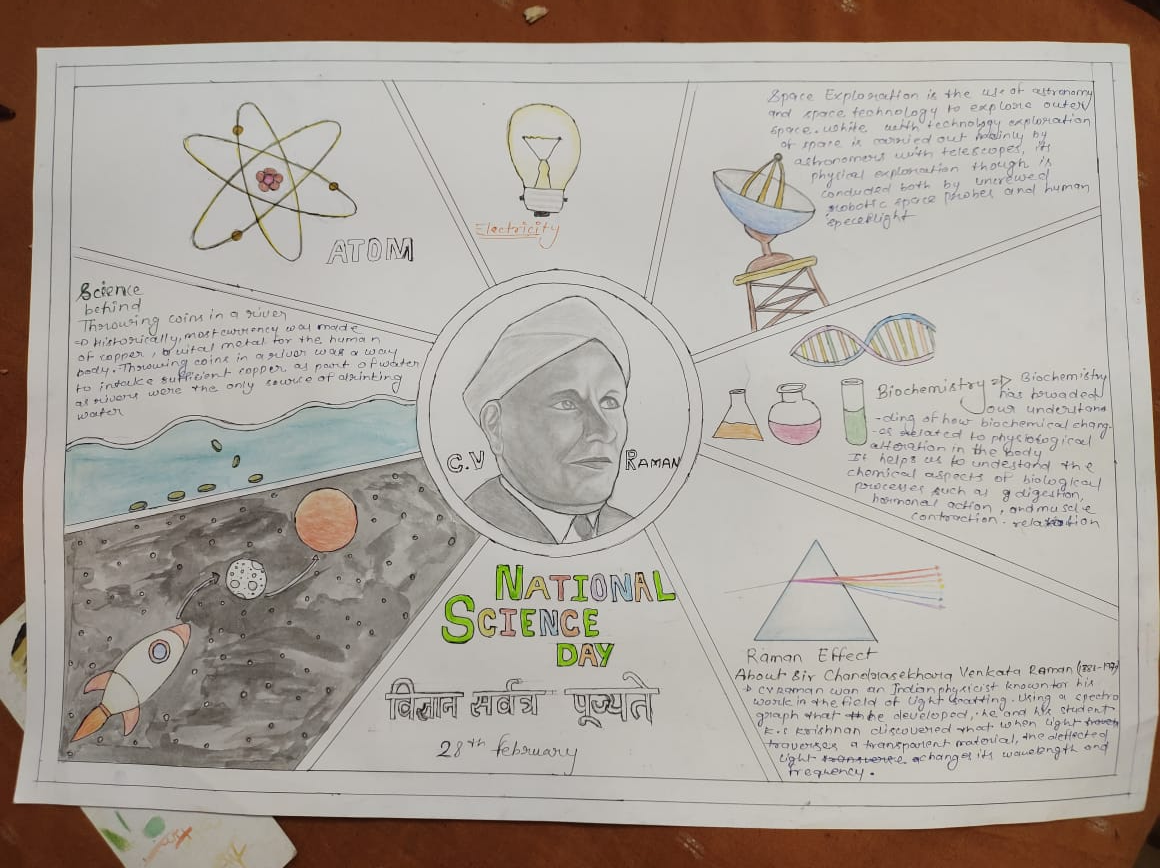 ATOM
Electricity
Space Exploration is the use of astronomy
and space technology to explore outer
space. white with technology exploration
of space is carried out mainly by
astronomers with telescopes, its
physical exploration though is
conduded both by uncrewed
robotic space probes and human
spaceflight
Science
behind
Throwing coins in a river
⇒ Historically, most currency was made
of copper, a vital metal for the human
body. Throwing coins in a river was a way
to intake sufficient copper as part of water
as rivers were the only source of drinking
water
C.V RAMAN
Biochemistry ⇒ Biochemistry
has broaded
our understan
-ding of how biochemical chang-
-es related to physiological
alteration in the body
It helps us to undestand the
chemical aspects of biological
processes such as digestion,
hormonal action, and muscle
contraction - relaxation
NATIONAL
SCIENCE
DAY
विज्ञान सर्वत्र पूज्यते
28th february
Raman Effect
About Sir Chandrasekhara Venkata Raman
→ CV Raman was an Indian physicist known for his
work in the field of light scatting. Using a spectro
graph that he developed, he and his student
K.S Krishnan discovered that when light
traverses a transparent material, the deflected
light changes its wavelength and
frequency.